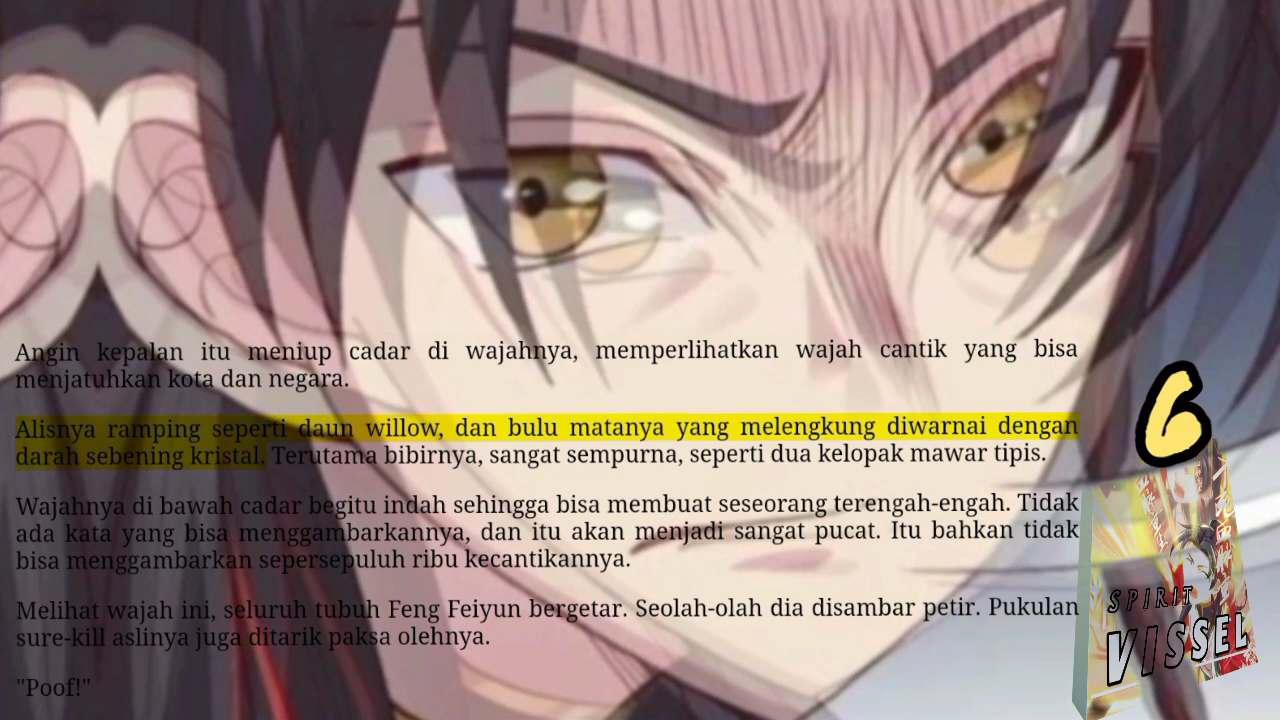 Angin kepalan itu meniup cadar di wajahnya, memperlihatkan wajah cantik yang bisa
menjatuhkan kota dan negara.
Alisnya ramping seperti daun willow, dan bulu matanya yang melengkung diwarnai dengan
darah sebening kristal. Terutama bibirnya, sangat sempurna, seperti dua kelopak mawar tipis.
Wajahnya di bawah cadar begitu indah sehingga bisa membuat seseorang terengah-engah. Tidak
ada kata yang bisa menggambarkannya, dan itu akan menjadi sangat pucat. Itu bahkan tidak
bisa menggambarkan sepersepuluh ribu kecantikannya.
Melihat wajah ini, seluruh tubuh Feng Feiyun bergetar. Seolah-olah dia disambar petir. Pukulan
sure-kill aslinya juga ditarik paksa olehnya.
"Poof!"
6
SPIRIT
VISSEL